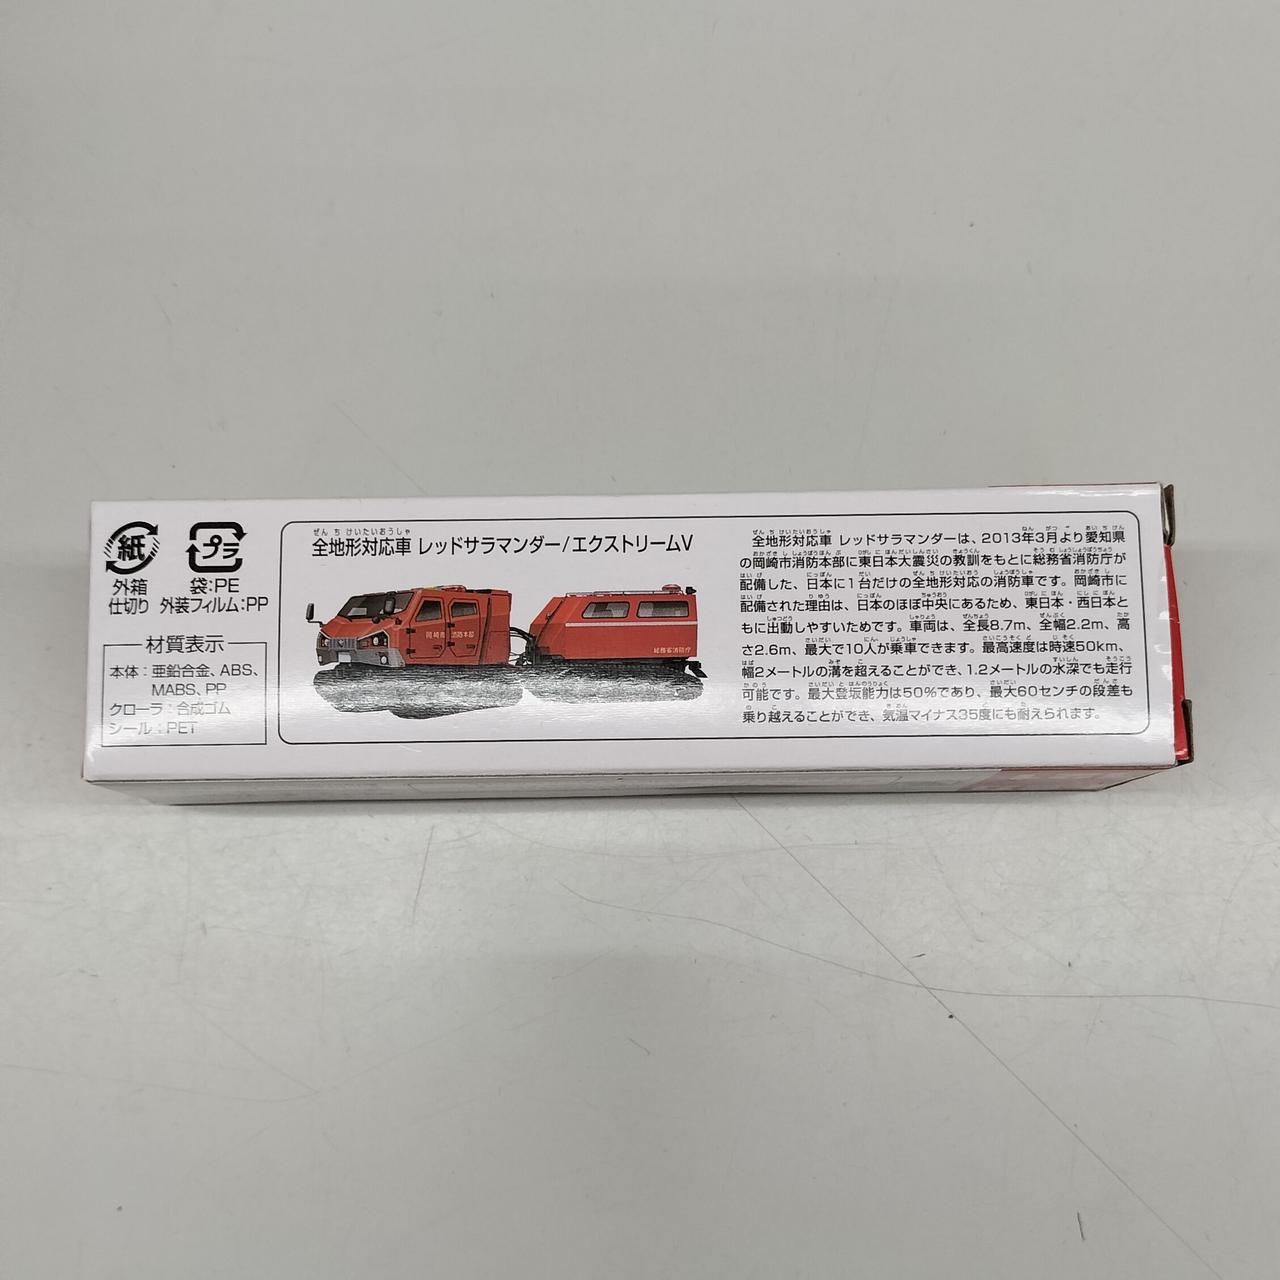 紙
外箱
仕切り
プラ
袋:PE
外装フィルム:PP
材質表示
本体:亜鉛合金、ABS、
MABS、PP
クローラ:合成ゴム
シール:PET
全地形対応車 レッドサラマンダー/エクストリームV
岡崎市消防本部
総務省消防庁
全地形対応車 レッドサラマンダーは、2013年3月より愛知県
の岡崎市消防本部に東日本大震災の教訓をもとに総務省消防庁が
配備した、日本に1台だけの全地形対応の消防車です。岡崎市に
配備された理由は、日本のほぼ中央にあるため、東日本・西日本と
もに出動しやすいためです。車両は、全長8.7m、全幅2.2m、高
さ2.6m、最大で10人が乗車できます。最高速度は時速50km、
幅2メートルの溝を超えることができ、1.2メートルの水深でも走行
可能です。最大登坂能力は50%であり、最大60センチの段差も
乗り越えることができ、気温マイナス35度にも耐えられます。